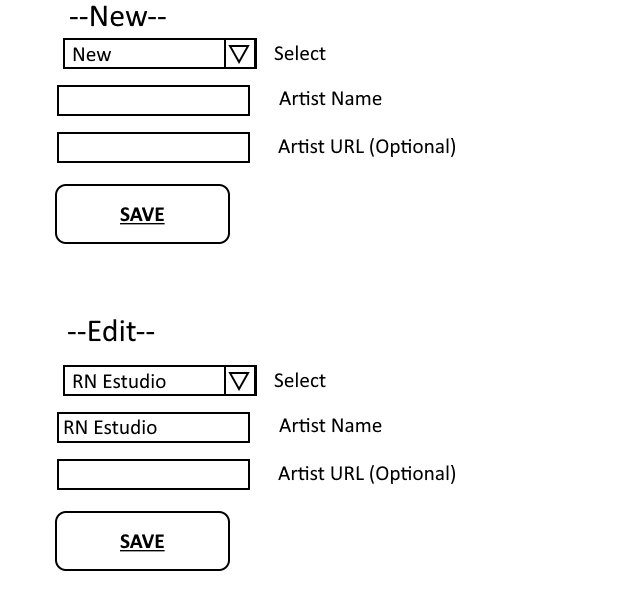 --New--
New Select
Artist Name
Artist URL (Optional)
SAVE
--Edit--
RN Estudio Select
RN Estudio Artist Name
Artist URL (Optional)
SAVE